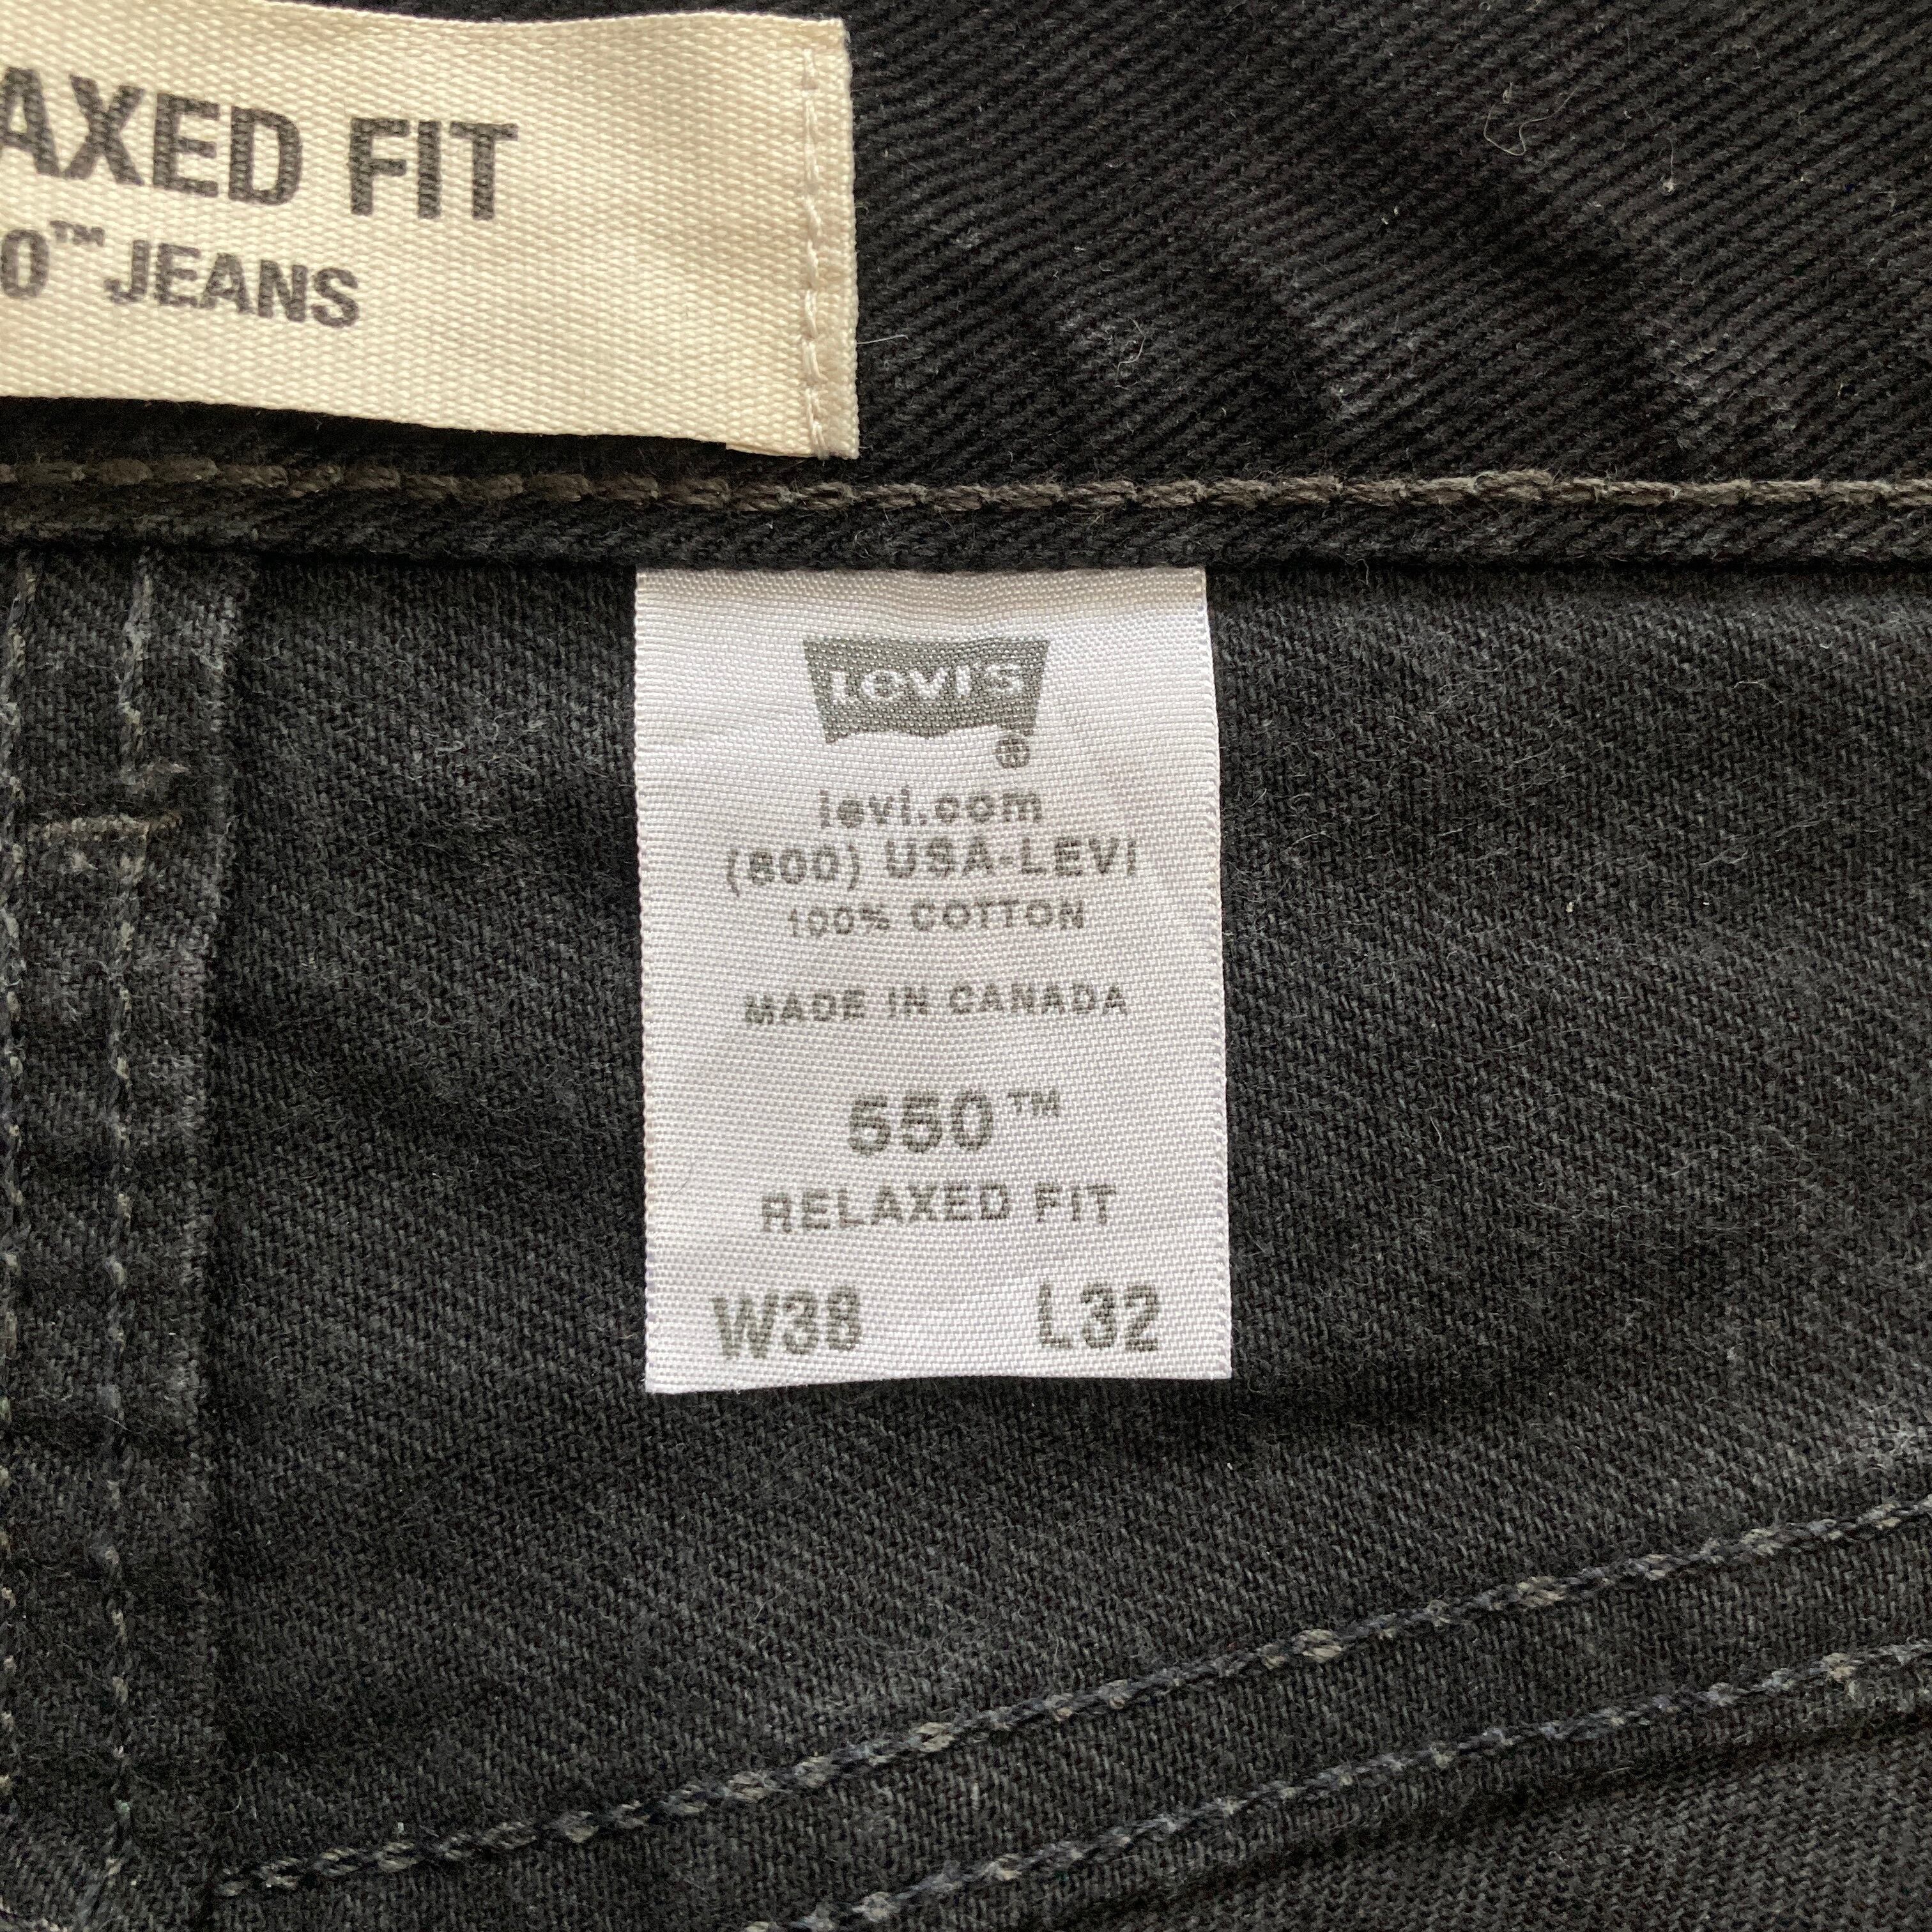 AXED FIT
0™ JEANS
Levi's
®
levi.com
(800) USA-LEVI
100% COTTON
MADE IN CANADA
550™
RELAXED FIT
W38 L32